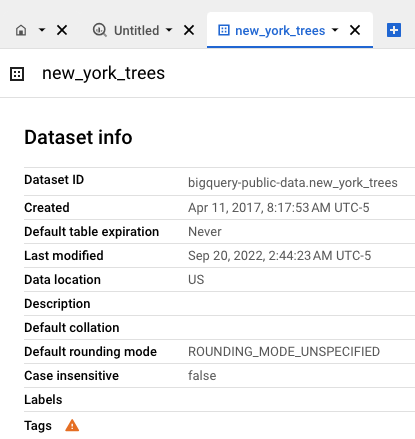 Untitled new_york_trees
new_york_trees
Dataset info
Dataset ID bigquery-public-data.new_york_trees
Created Apr 11, 2017, 8:17:53 AM UTC-5
Default table expiration Never
Last modified Sep 20, 2022, 2:44:23 AM UTC-5
Data location US
Description
Default collation
Default rounding mode ROUNDING_MODE_UNSPECIFIED
Case insensitive false
Labels
Tags